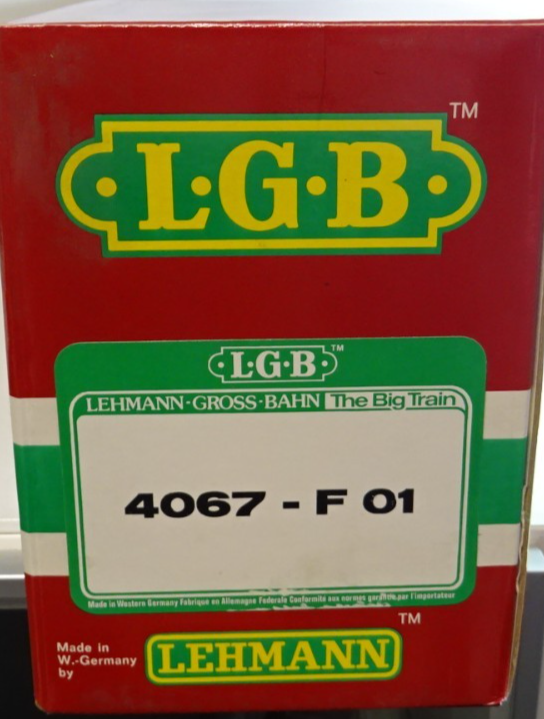 L·G·B
TM
·L·G·B·
TM
LEHMANN-GROSS-BAHN The Big Train
4067 - F 01
Made in Western Germany Fabriqué en Allemagne Fédérale Conformité aux normes garantie par l'importateur
TM
Made in
W.-Germany
by
LEHMANN